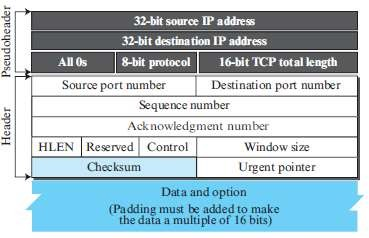 Pseudoheader
32-bit source IP address
32-bit destination IP address
All 0s 8-bit protocol 16-bit TCP total length
Header
Source port number Destination port number
Sequence number
Acknowledgment number
HLEN Reserved Control Window size
Checksum Urgent pointer
Data and option
(Padding must be added to make
the data a multiple of 16 bits)